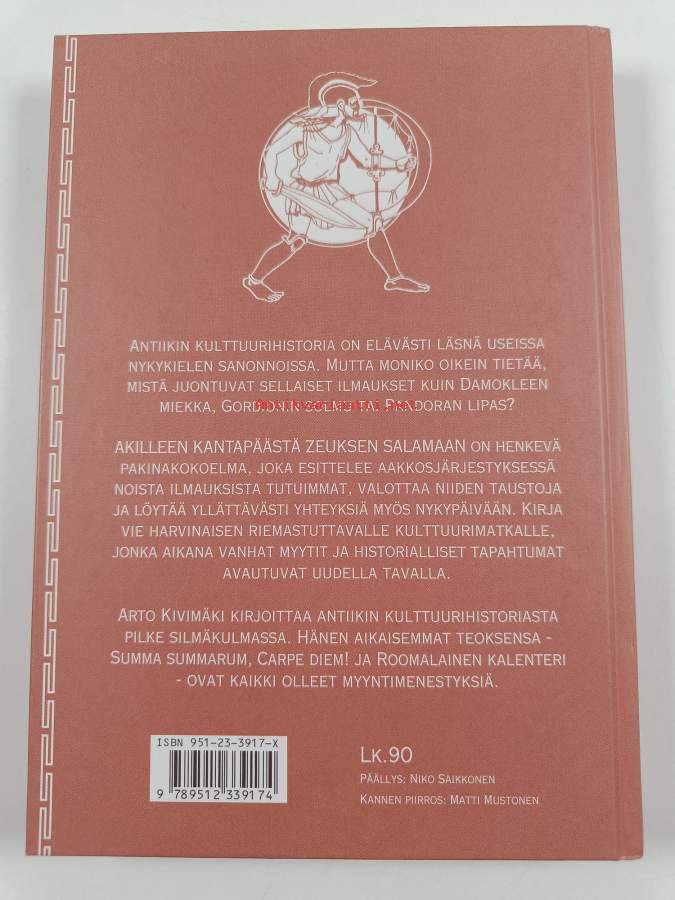 Antiikin kulttuurihistoria on elävästi läsnä useissa
nykykielen sanonnoissa. Mutta moniko oikein tietää,
mistä juontuvat sellaiset ilmaukset kuin Damokleen
miekka, Gordionin solmu tai Pandoran lipas?
AKILLEEN KANTAPÄÄSTÄ ZEUKSEN SALAMAAN on henkevä
pakinakokoelma, joka esittelee aakkosjärjestyksessä
noista ilmauksista tutuimmat, valottaa niiden taustoja
ja löytää yllättävästi yhteyksiä myös nykypäivään. Kirja
vie harvinaisen riemastuttavalle kulttuurimatkalle,
jonka aikana vanhat myytit ja historialliset tapahtumat
avautuvat uudella tavalla.
Arto Kivimäki kirjoittaa antiikin kulttuurihistoriasta
pilke silmäkulmassa. Hänen aikaisemmat teoksensa -
Summa summarum, Carpe diem! ja Roomalainen kalenteri
- ovat kaikki olleet myyntimenestyksiä.
ISBN 951-23-3917-X
9 789512 339174
Lk.90
Päällys: Niko Saikkonen
Kannen piirros: Matti Mustonen